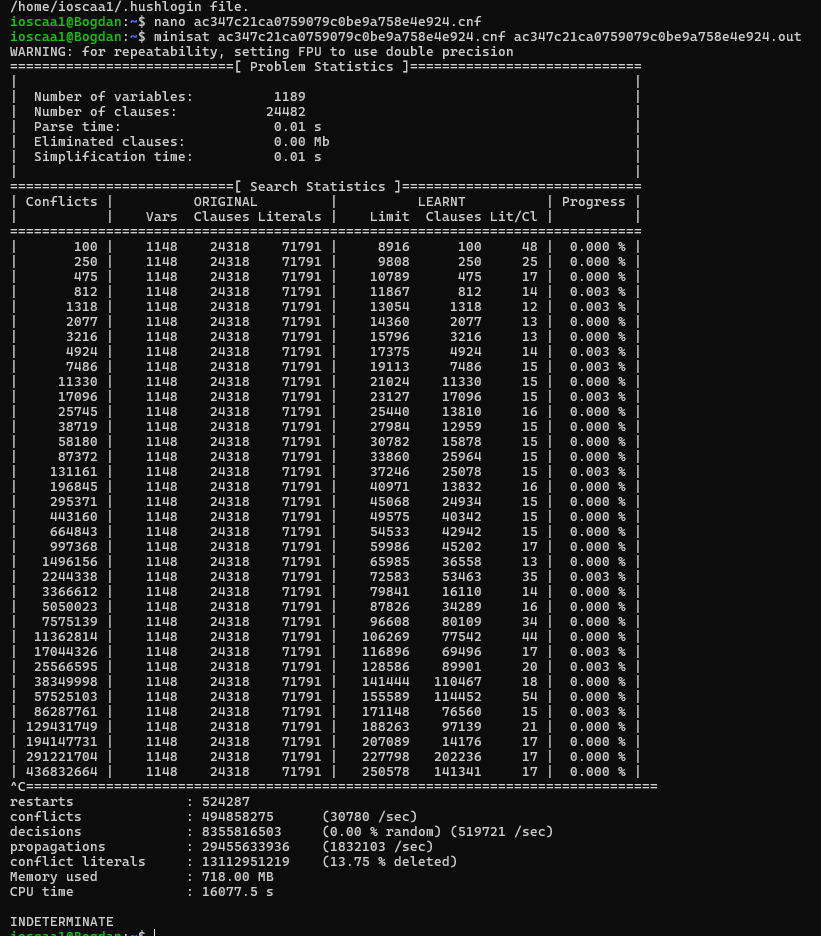 /home/ioscaa1/.hushlogin file.
ioscaa1@Bogdan:~$ nano ac347c21ca0759079c0be9a758e4e924.cnf
ioscaa1@Bogdan:~$ minisat ac347c21ca0759079c0be9a758e4e924.cnf ac347c21ca0759079c0be9a758e4e924.out
WARNING: for repeatability, setting FPU to use double precision
============================[ Problem Statistics ]=============================
|                                                                             |
|  Number of variables:          1189                                         |
|  Number of clauses:           24482                                         |
|  Parse time:                   0.01 s                                       |
|  Eliminated clauses:           0.00 Mb                                      |
|  Simplification time:          0.01 s                                       |
|                                                                             |
============================[ Search Statistics ]==============================
| Conflicts |          ORIGINAL         |          LEARNT          | Progress |
|           |    Vars  Clauses Literals |    Limit  Clauses Lit/Cl |          |
===============================================================================
|       100 |    1148    24318    71791 |     8916      100     48 |  0.000 % |
|       250 |    1148    24318    71791 |     9808      250     25 |  0.000 % |
|       475 |    1148    24318    71791 |    10789      475     17 |  0.000 % |
|       812 |    1148    24318    71791 |    11867      812     14 |  0.003 % |
|      1318 |    1148    24318    71791 |    13054     1318     12 |  0.003 % |
|      2077 |    1148    24318    71791 |    14360     2077     13 |  0.000 % |
|      3216 |    1148    24318    71791 |    15796     3216     13 |  0.000 % |
|      4924 |    1148    24318    71791 |    17375     4924     14 |  0.003 % |
|      7486 |    1148    24318    71791 |    19113     7486     15 |  0.003 % |
|     11330 |    1148    24318    71791 |    21024    11330     15 |  0.000 % |
|     17096 |    1148    24318    71791 |    23127    17096     15 |  0.003 % |
|     25745 |    1148    24318    71791 |    25440    13810     16 |  0.000 % |
|     38719 |    1148    24318    71791 |    27984    12959     15 |  0.000 % |
|     58180 |    1148    24318    71791 |    30782    15878     15 |  0.000 % |
|     87372 |    1148    24318    71791 |    33860    25964     15 |  0.000 % |
|    131161 |    1148    24318    71791 |    37246    25078     15 |  0.003 % |
|    196845 |    1148    24318    71791 |    40971    13832     16 |  0.000 % |
|    295371 |    1148    24318    71791 |    45068    24934     15 |  0.000 % |
|    443160 |    1148    24318    71791 |    49575    40342     15 |  0.000 % |
|    664843 |    1148    24318    71791 |    54533    42942     15 |  0.000 % |
|    997368 |    1148    24318    71791 |    59986    45202     17 |  0.000 % |
|   1496156 |    1148    24318    71791 |    65985    36558     13 |  0.000 % |
|   2244338 |    1148    24318    71791 |    72583    53463     35 |  0.003 % |
|   3366612 |    1148    24318    71791 |    79841    16110     14 |  0.000 % |
|   5050023 |    1148    24318    71791 |    87826    34289     16 |  0.000 % |
|   7575139 |    1148    24318    71791 |    96608    80109     34 |  0.000 % |
|  11362814 |    1148    24318    71791 |   106269    77542     44 |  0.000 % |
|  17044326 |    1148    24318    71791 |   116896    69496     17 |  0.003 % |
|  25566595 |    1148    24318    71791 |   128586    89901     20 |  0.003 % |
|  38349998 |    1148    24318    71791 |   141444   110467     18 |  0.000 % |
|  57525103 |    1148    24318    71791 |   155589   114452     54 |  0.000 % |
|  86287761 |    1148    24318    71791 |   171148    76560     15 |  0.003 % |
| 129431749 |    1148    24318    71791 |   188263    97139     21 |  0.000 % |
| 194147731 |    1148    24318    71791 |   207089    14176     17 |  0.000 % |
| 291221704 |    1148    24318    71791 |   227798   202236     17 |  0.000 % |
| 436832664 |    1148    24318    71791 |   250578   141341     17 |  0.000 % |
^C===============================================================================
restarts              : 524287
conflicts             : 494858275      (30780 /sec)
decisions             : 8355816503     (0.00 % random) (519721 /sec)
propagations          : 29455633936    (1832103 /sec)
conflict literals     : 13112951219    (13.75 % deleted)
Memory used           : 718.00 MB
CPU time              : 16077.5 s
INDETERMINATE
ioscaa1@Bogdan:~$